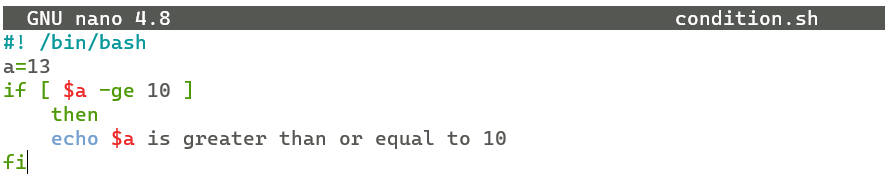 GNU nano 4.8 condition.sh
#! /bin/bash
a=13
if [ $a -ge 10 ]
then
echo $a is greater than or equal to 10
fi